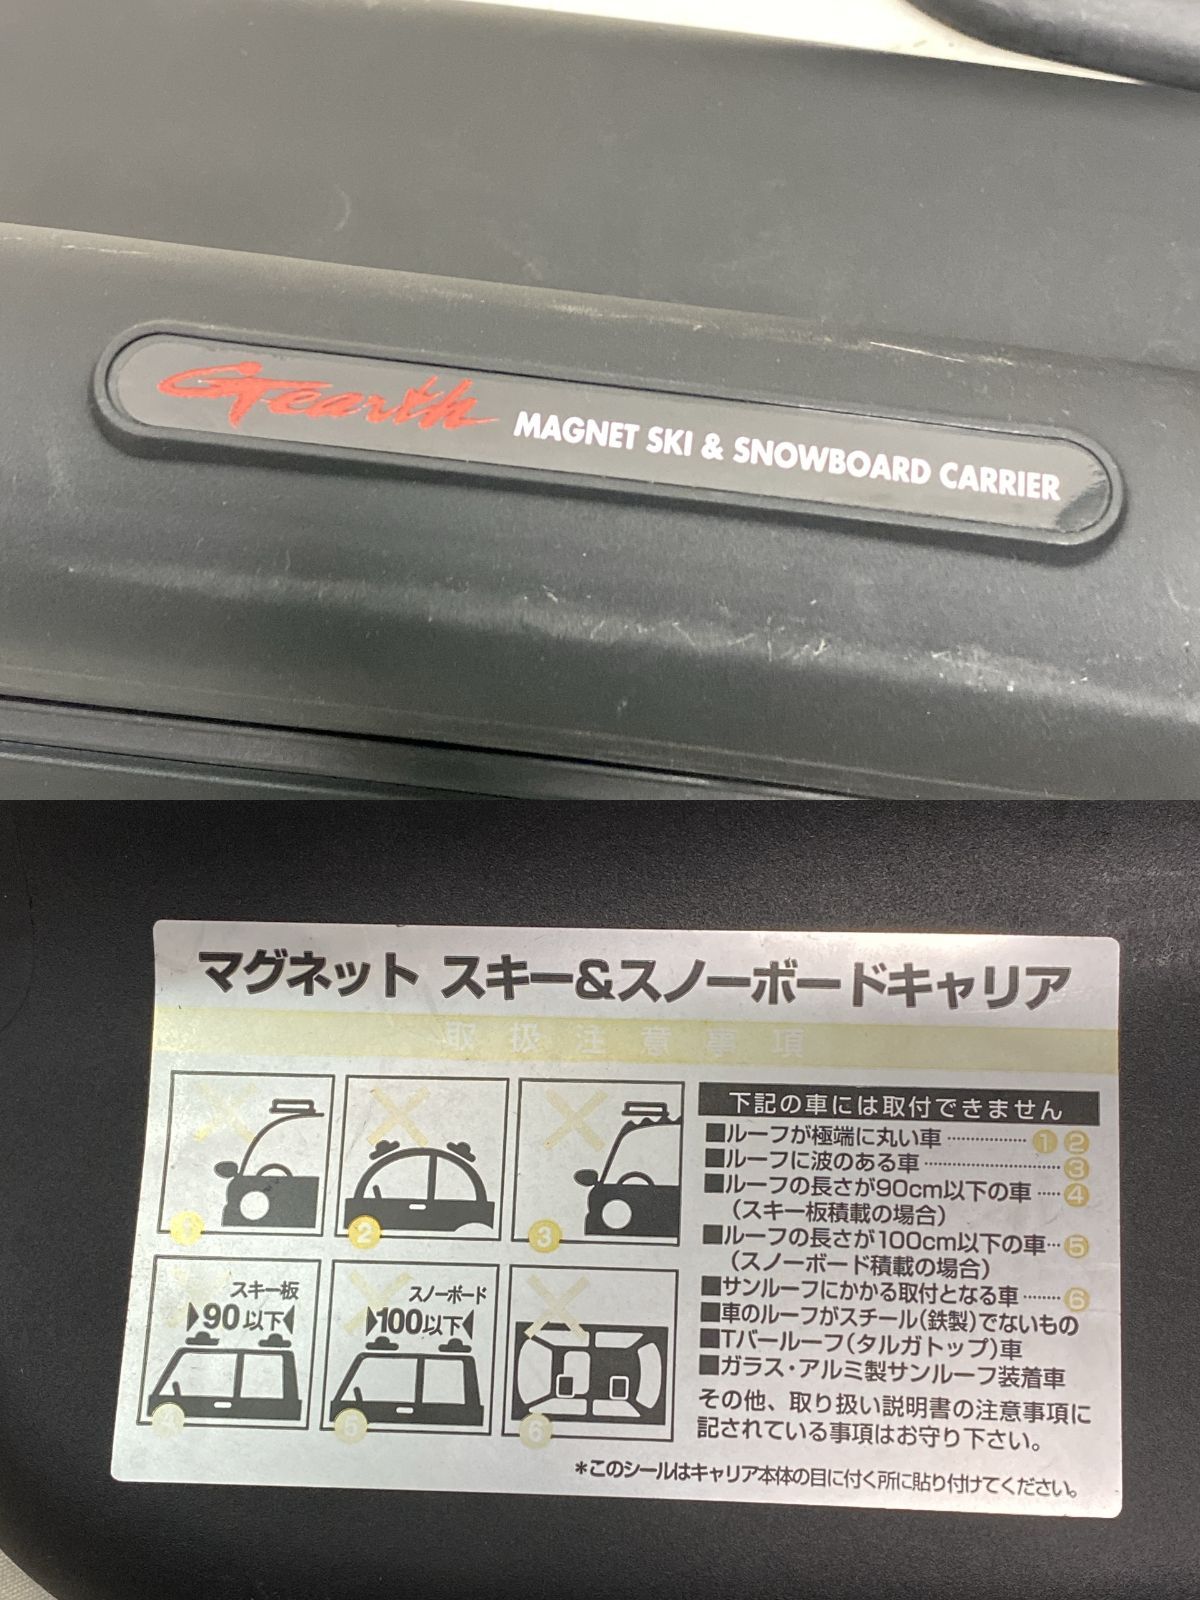 GTearth MAGNET SKI & SNOWBOARD CARRIER
マグネット スキー&スノーボードキャリア
取扱注意事項
1
2
3
スキー板
90以下
4
スノーボード
100以下
5
6
下記の車には取付できません
■ルーフが極端に丸い車 ……………… 1 2
■ルーフに波のある車 ……………………… 3
■ルーフの長さが90cm以下の車 …… 4
（スキー板積載の場合）
■ルーフの長さが100cm以下の車… 5
（スノーボード積載の場合）
■サンルーフにかかる取付となる車 …… 6
■車のルーフがスチール（鉄製）でないもの
■Tバールーフ（タルガトップ）車
■ガラス・アルミ製サンルーフ装着車
その他、取り扱い説明書の注意事項に
記されている事項はお守り下さい。
*このシールはキャリア本体の目に付く所に貼り付けてください。